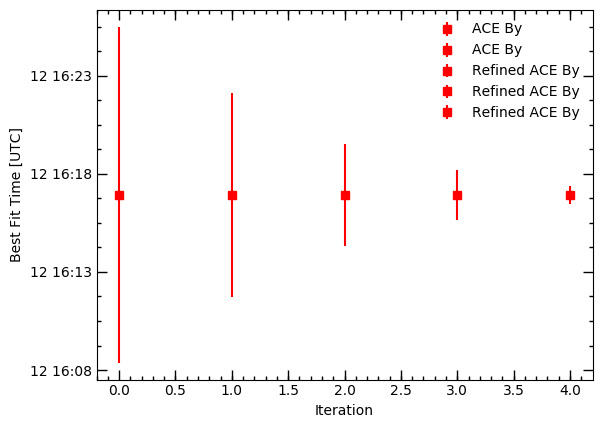 ACE By
ACE By
Refined ACE By
Refined ACE By
Refined ACE By
Best Fit Time [UTC]
12 16:23
12 16:18
12 16:13
12 16:08
0.0 0.5 1.0 1.5 2.0 2.5 3.0 3.5 4.0
Iteration